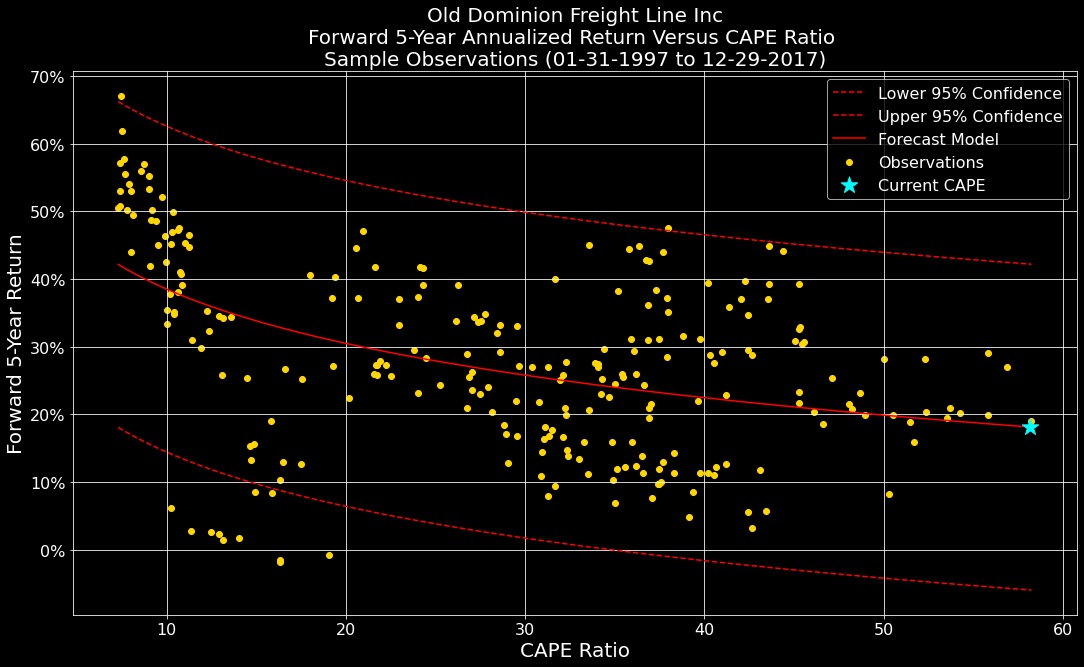 Old Dominion Freight Line Inc
Forward 5-Year Annualized Return Versus CAPE Ratio
Sample Observations (01-31-1997 to 12-29-2017)
Lower 95% Confidence
Upper 95% Confidence
Forecast Model
Observations
Current CAPE
Forward 5-Year Return
70%
60%
50%
40%
30%
20%
10%
0%
10 20 30 40 50 60
CAPE Ratio